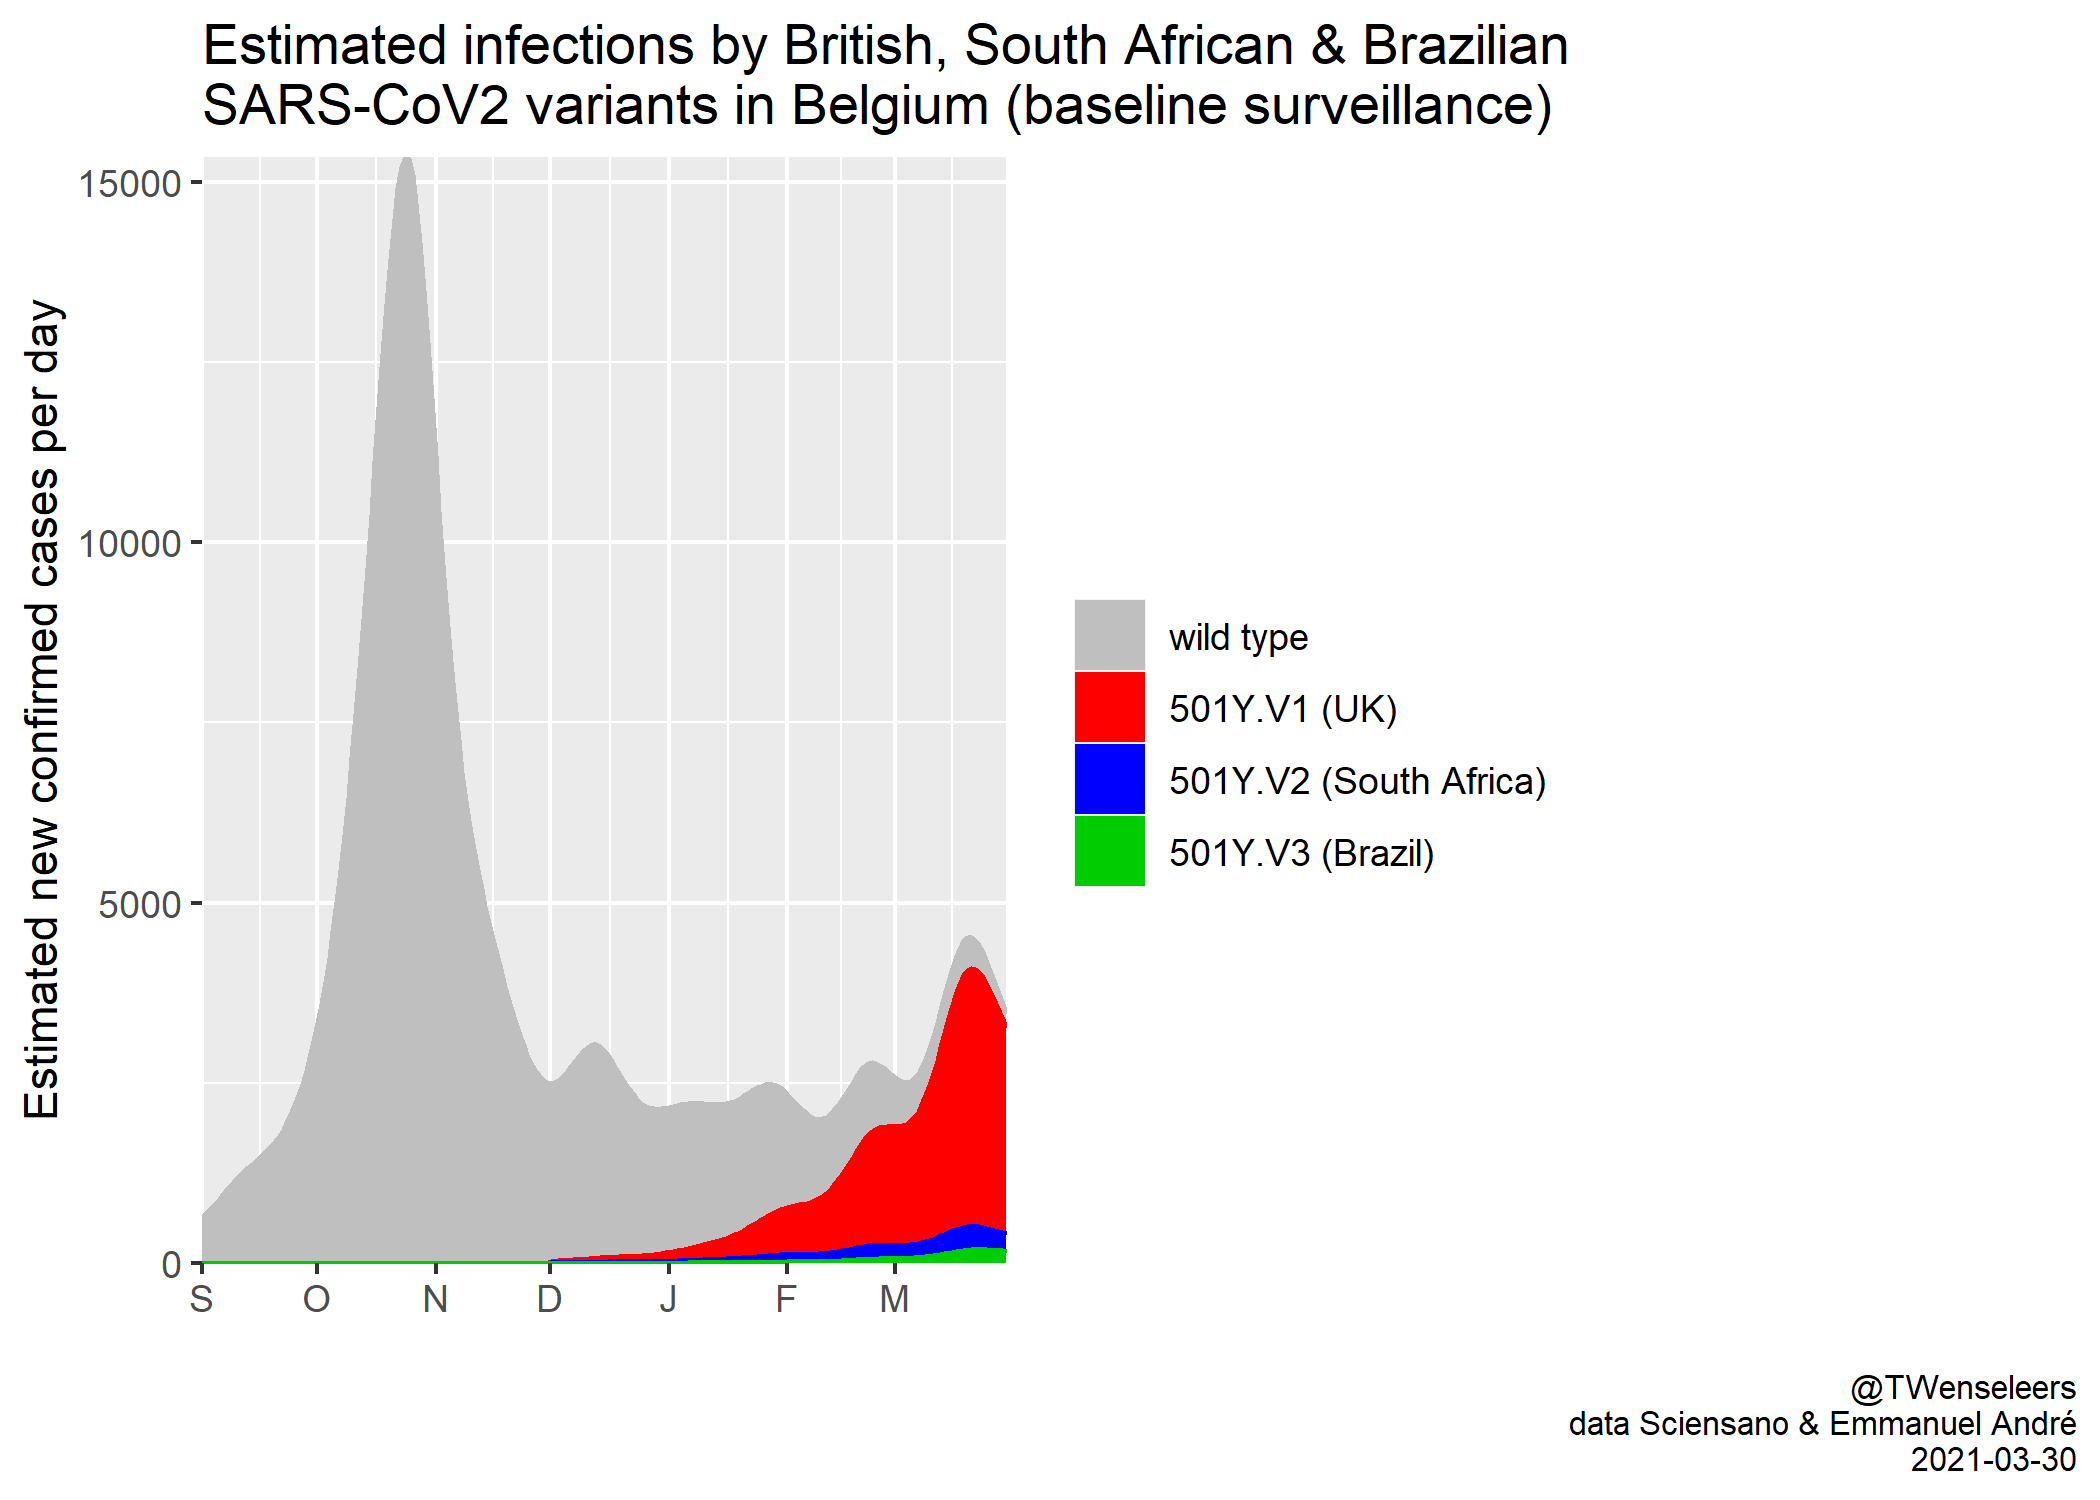 Estimated infections by British, South African & Brazilian
SARS-CoV2 variants in Belgium (baseline surveillance)
Estimated new confirmed cases per day
15000
10000
5000
0
S O N D J F M
wild type
501Y.V1 (UK)
501Y.V2 (South Africa)
501Y.V3 (Brazil)
@TWenseleers
data Sciensano & Emmanuel André
2021-03-30